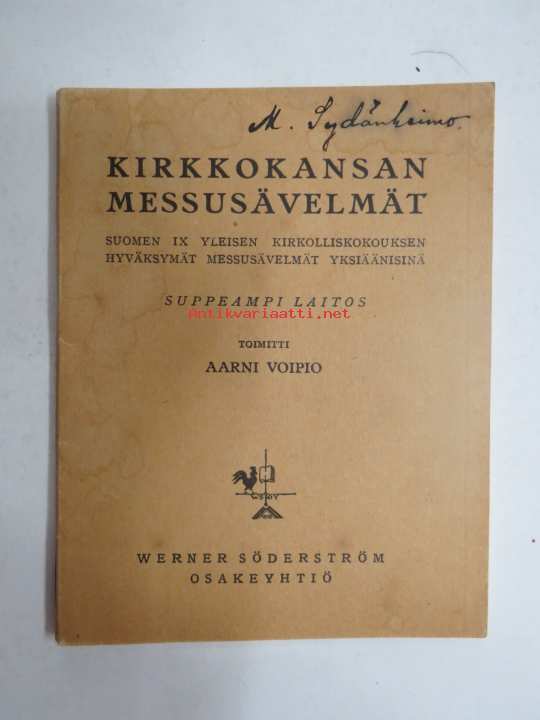 M. Sydänheimo.
KIRKKOKANSAN
MESSUSÄVELMÄT
SUOMEN IX YLEISEN KIRKOLLISKOKOUKSEN
HYVÄKSYMÄT MESSUSÄVELMÄT YKSIÄÄNISINÄ
SUPPEAMPI LAITOS
Antikvariaatti.net
TOIMITTI
AARNI VOIPIO
WERNER SÖDERSTRÖM
OSAKEYHTIÖ